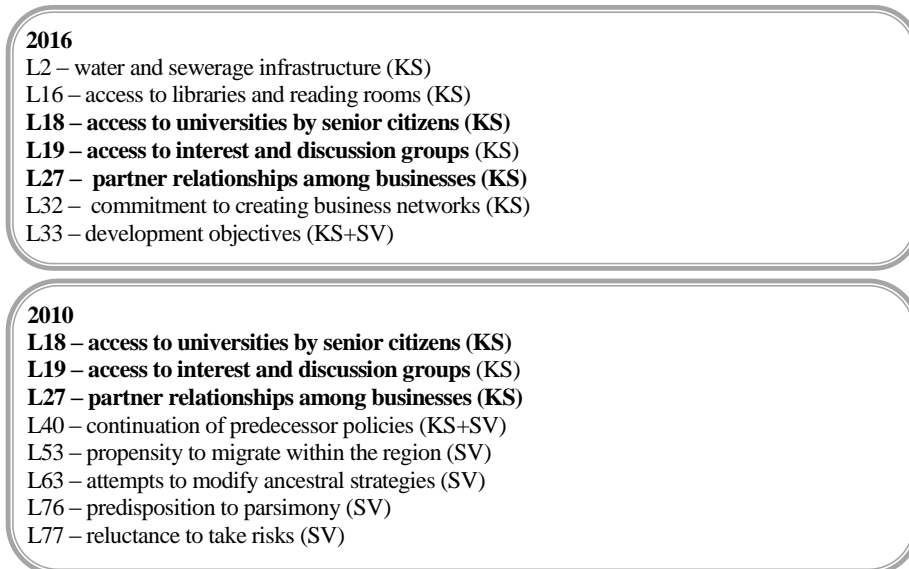 2016
L2 – water and sewerage infrastructure (KS)
L16 – access to libraries and reading rooms (KS)
L18 – access to universities by senior citizens (KS)
L19 – access to interest and discussion groups (KS)
L27 – partner relationships among businesses (KS)
L32 – commitment to creating business networks (KS)
L33 – development objectives (KS+SV)
2010
L18 – access to universities by senior citizens (KS)
L19 – access to interest and discussion groups (KS)
L27 – partner relationships among businesses (KS)
L40 – continuation of predecessor policies (KS+SV)
L53 – propensity to migrate within the region (SV)
L63 – attempts to modify ancestral strategies (SV)
L76 – predisposition to parsimony (SV)
L77 – reluctance to take risks (SV)